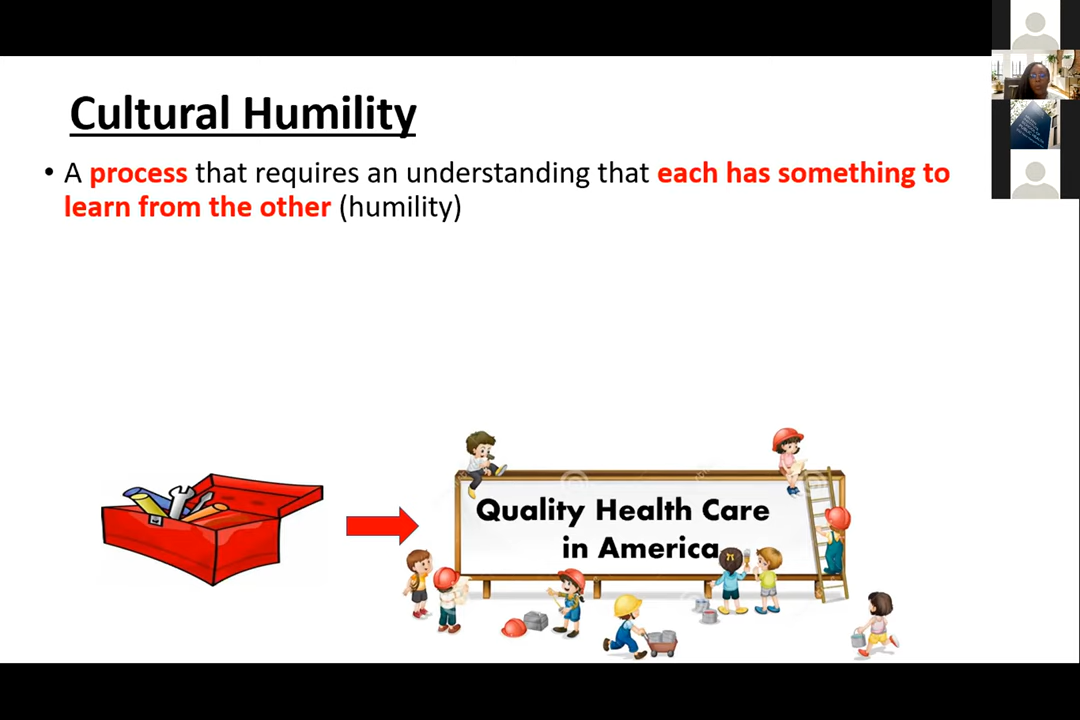 Cultural Humility
• A process that requires an understanding that each has something to
learn from the other (humility)
Quality Health Care
in America